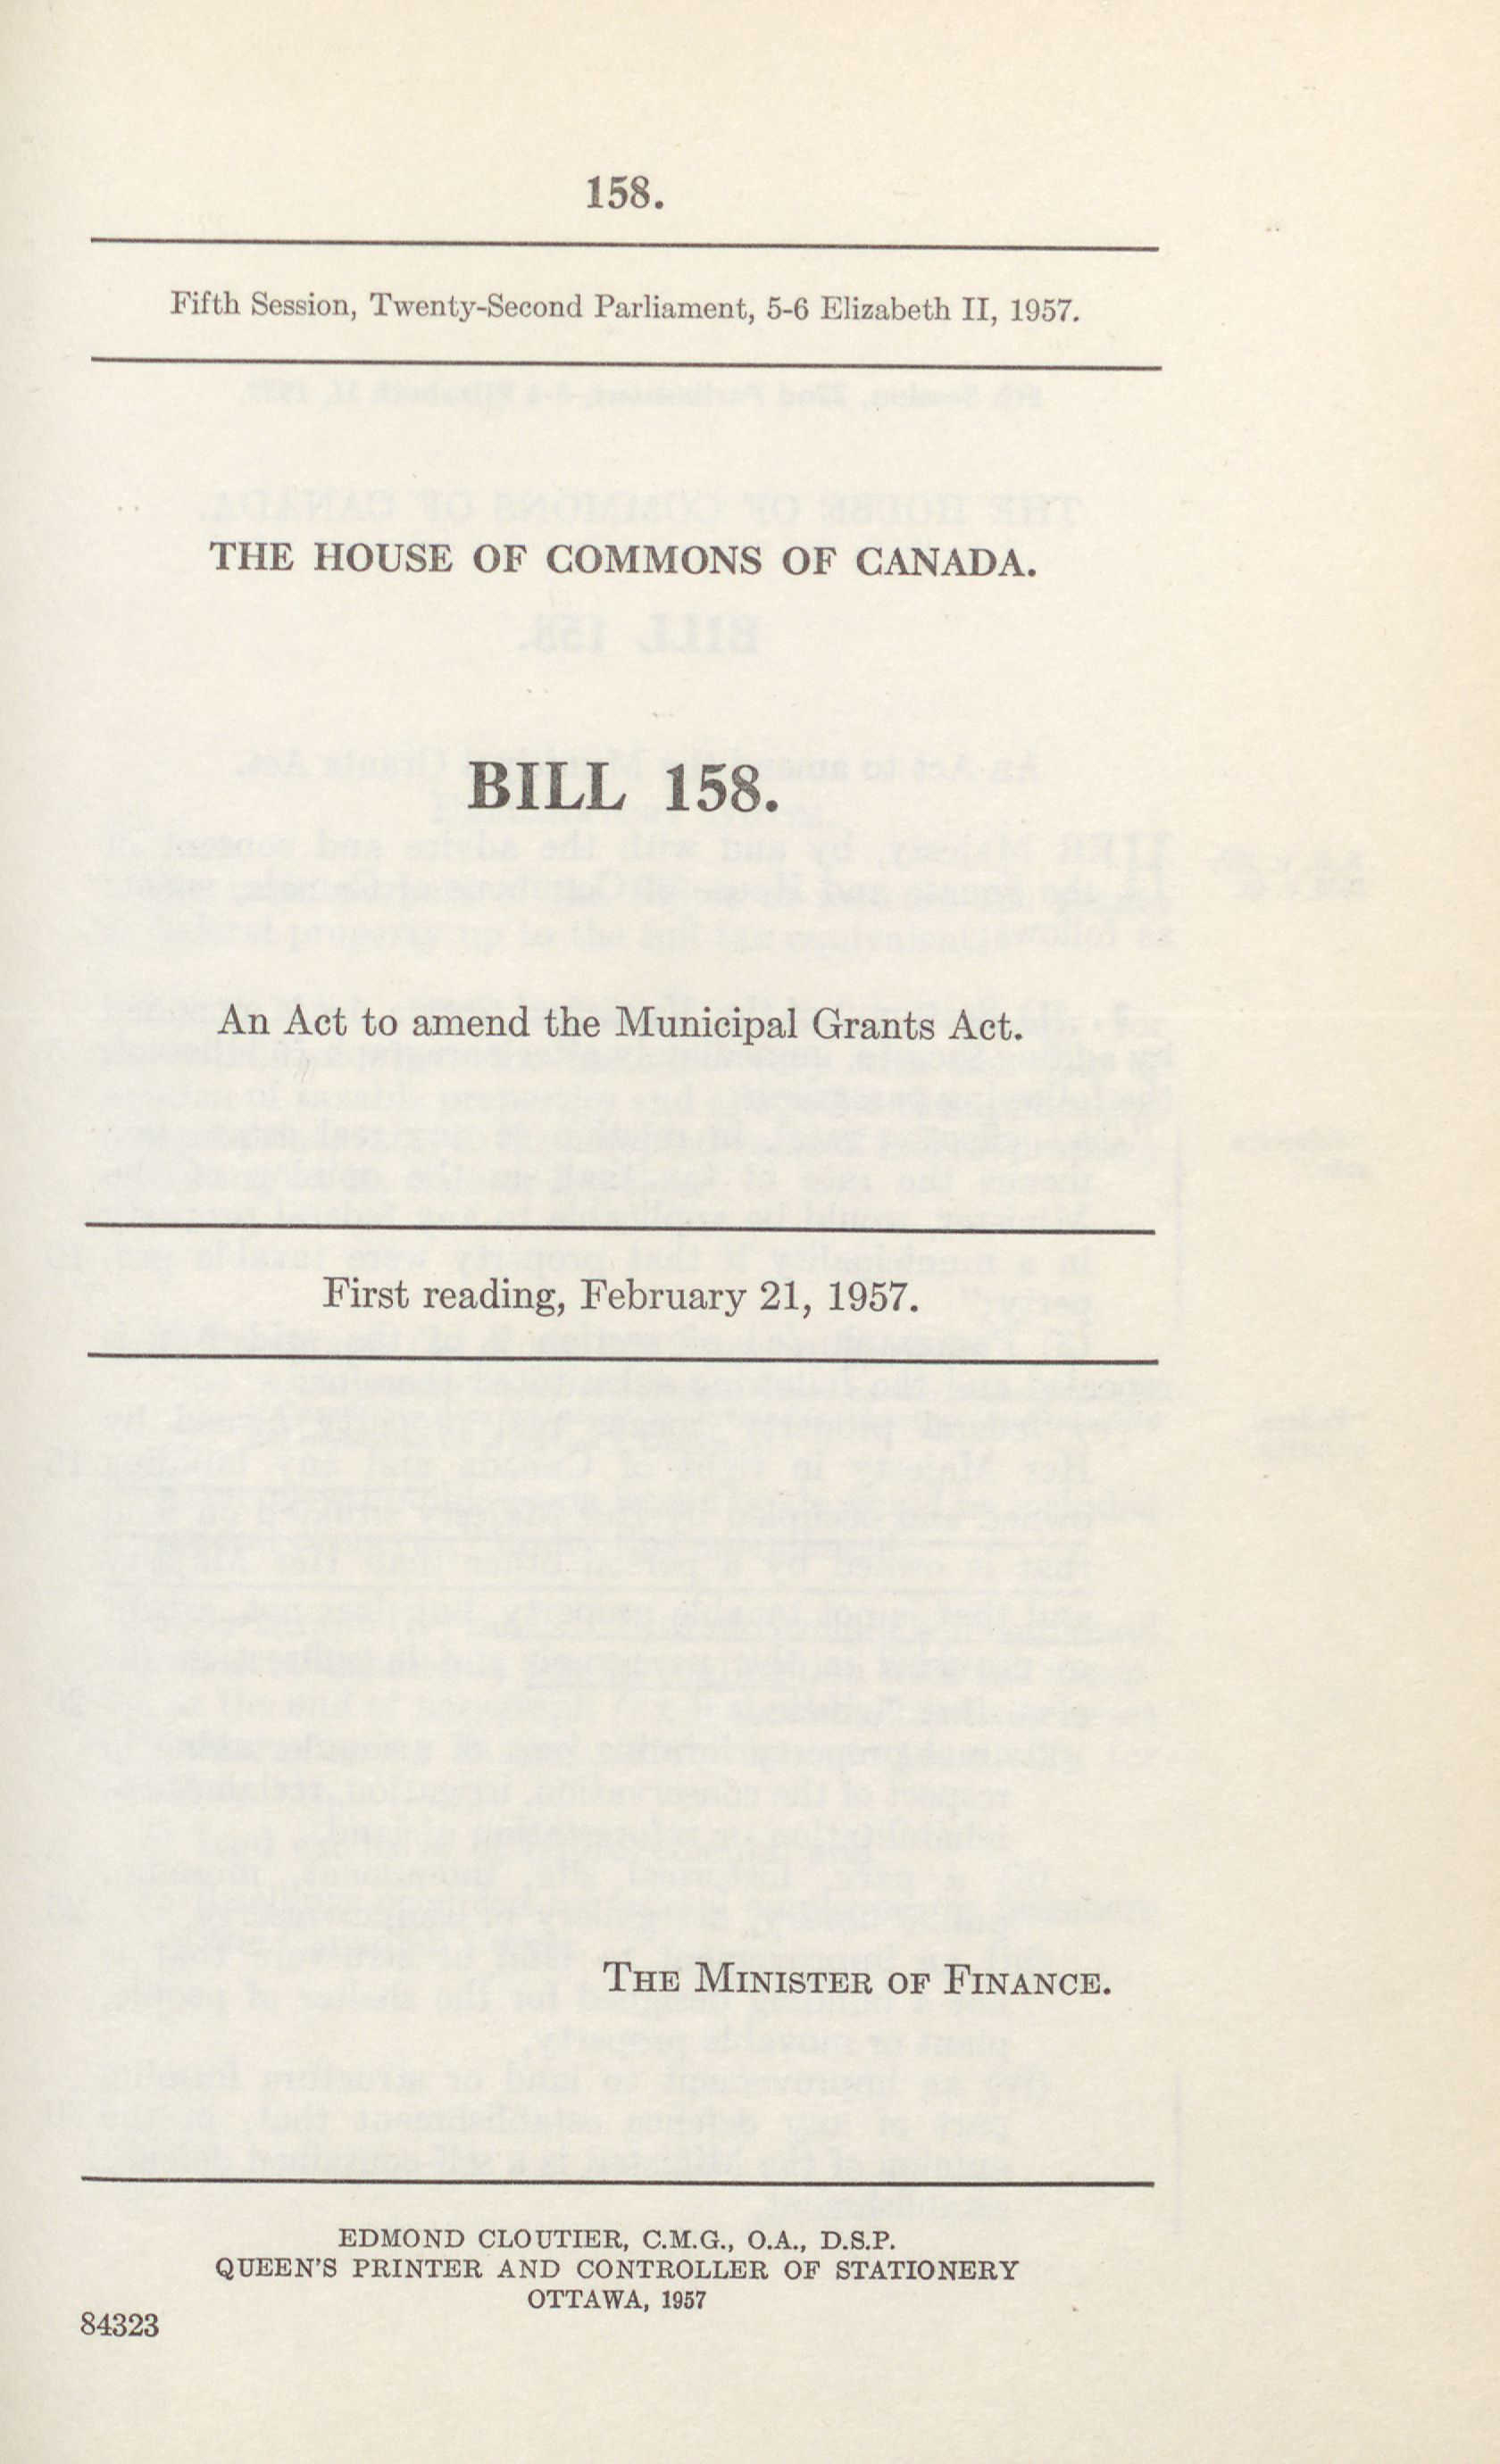 158.
Fifth Session, Twenty-Second Parliament, 5-6 Elizabeth II, 1957.
THE HOUSE OF COMMONS OF CANADA.
BILL 158.
An Act to amend the Municipal Grants Act.
First reading, February 21, 1957.
THE MINISTER OF FINANCE.
EDMOND CLOUTIER, C.M.G., O.A., D.S.P.
QUEEN'S PRINTER AND CONTROLLER OF STATIONERY
OTTAWA, 1957
84323